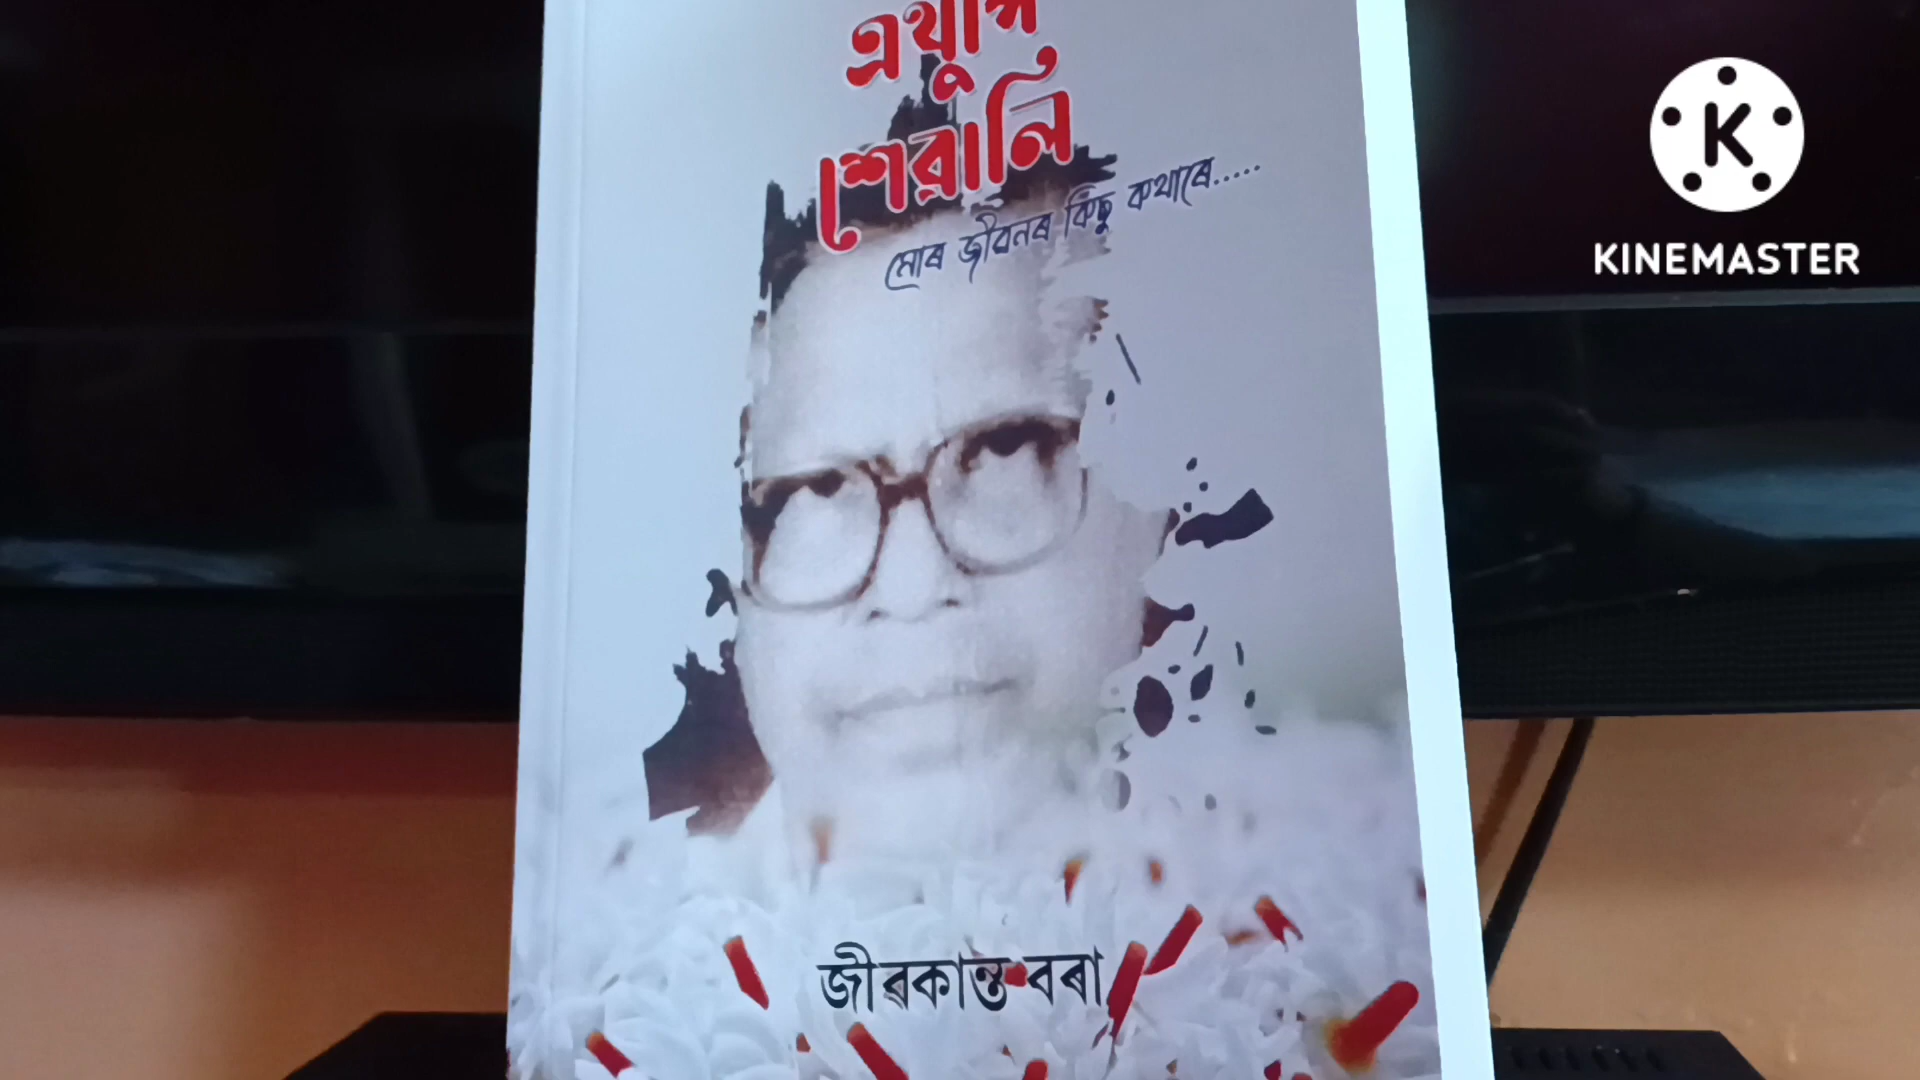 এথুপি
শেৱালি
মোৰ জীৱনৰ কিছু কথাৰে.....
জীৱকান্ত বৰা
K
KINEMASTER